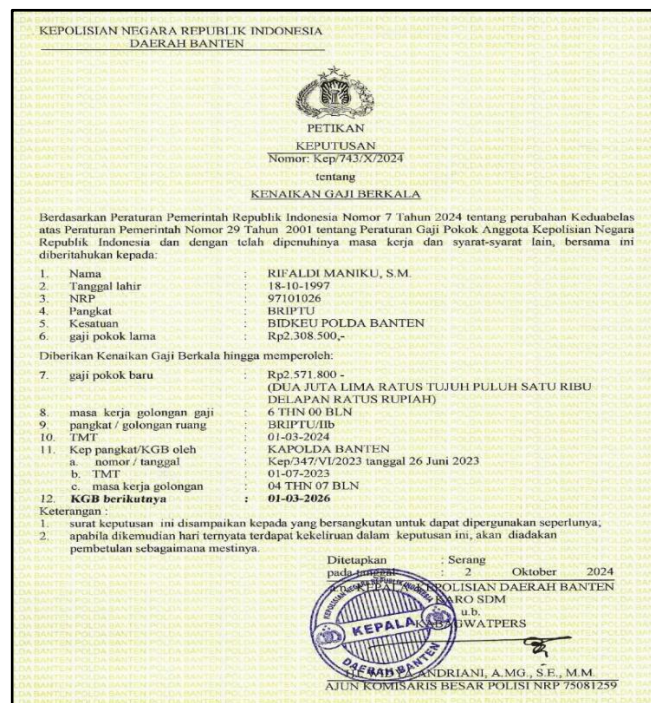 KEPOLISIAN NEGARA REPUBLIK INDONESIA
DAERAH BANTEN
PETIKAN
KEPUTUSAN
Nomor: Kep/743/X/2024
tentang
KENAIKAN GAJI BERKALA
Berdasarkan Peraturan Pemerintah Republik Indonesia Nomor 7 Tahun 2024 tentang perubahan Keduabelas
atas Peraturan Pemerintah Nomor 29 Tahun 2001 tentang Peraturan Gaji Pokok Anggota Kepolisian Negara
Republik Indonesia dan dengan telah dipenuhinya masa kerja dan syarat-syarat lain, bersama ini
diberitahukan kepada:
1. Nama : RIFALDI MANIKU, S.M.
2. Tanggal lahir : 18-10-1997
3. NRP : 97101026
4. Pangkat : BRIPTU
5. Kesatuan : BIDKEU POLDA BANTEN
6. gaji pokok lama : Rp2.308.500,-
Diberikan Kenaikan Gaji Berkala hingga memperoleh:
7. gaji pokok baru : Rp2.571.800 -
(DUA JUTA LIMA RATUS TUJUH PULUH SATU RIBU
DELAPAN RATUS RUPIAH)
8. masa kerja golongan gaji : 6 THN 00 BLN
9. pangkat / golongan ruang : BRIPTU/IIb
10. TMT : 01-03-2024
11. Kep pangkat/KGB oleh : KAPOLDA BANTEN
a. nomor / tanggal : Kep/347/VI/2023 tanggal 26 Juni 2023
b. TMT : 01-07-2023
c. masa kerja golongan : 04 THN 07 BLN
12. KGB berikutnya : 01-03-2026
Keterangan :
1. surat keputusan ini disampaikan kepada yang bersangkutan untuk dapat dipergunakan seperlunya;
2. apabila dikemudian hari ternyata terdapat kekeliruan dalam keputusan ini, akan diadakan
pembetulan sebagaimana mestinya.
Ditetapkan : Serang
pada tanggal : 2 Oktober 2024
a.n. KEPALA KEPOLISIAN DAERAH BANTEN
KARO SDM
u.b.
KABAGWATPERS
KEPOLISIAN NEGARA REPUBLIK INDONESIA
KEPALA
DAERAH BANTEN
ANDRIANI, A.MG., S.E., M.M.
AJUN KOMISARIS BESAR POLISI NRP 75081259